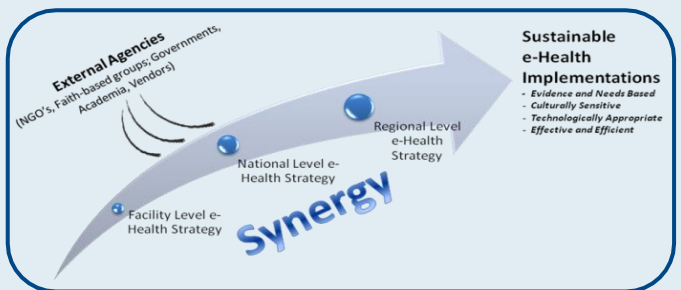 External Agencies
(NGO's, Faith-based groups; Governments,
Academia, Vendors)
Sustainable
e-Health
Implementations
- Evidence and Needs Based
- Culturally Sensitive
- Technologically Appropriate
- Effective and Efficient
Regional Level
e-Health
Strategy
National Level e-
Health Strategy
Facility Level e-
Health Strategy
Synergy